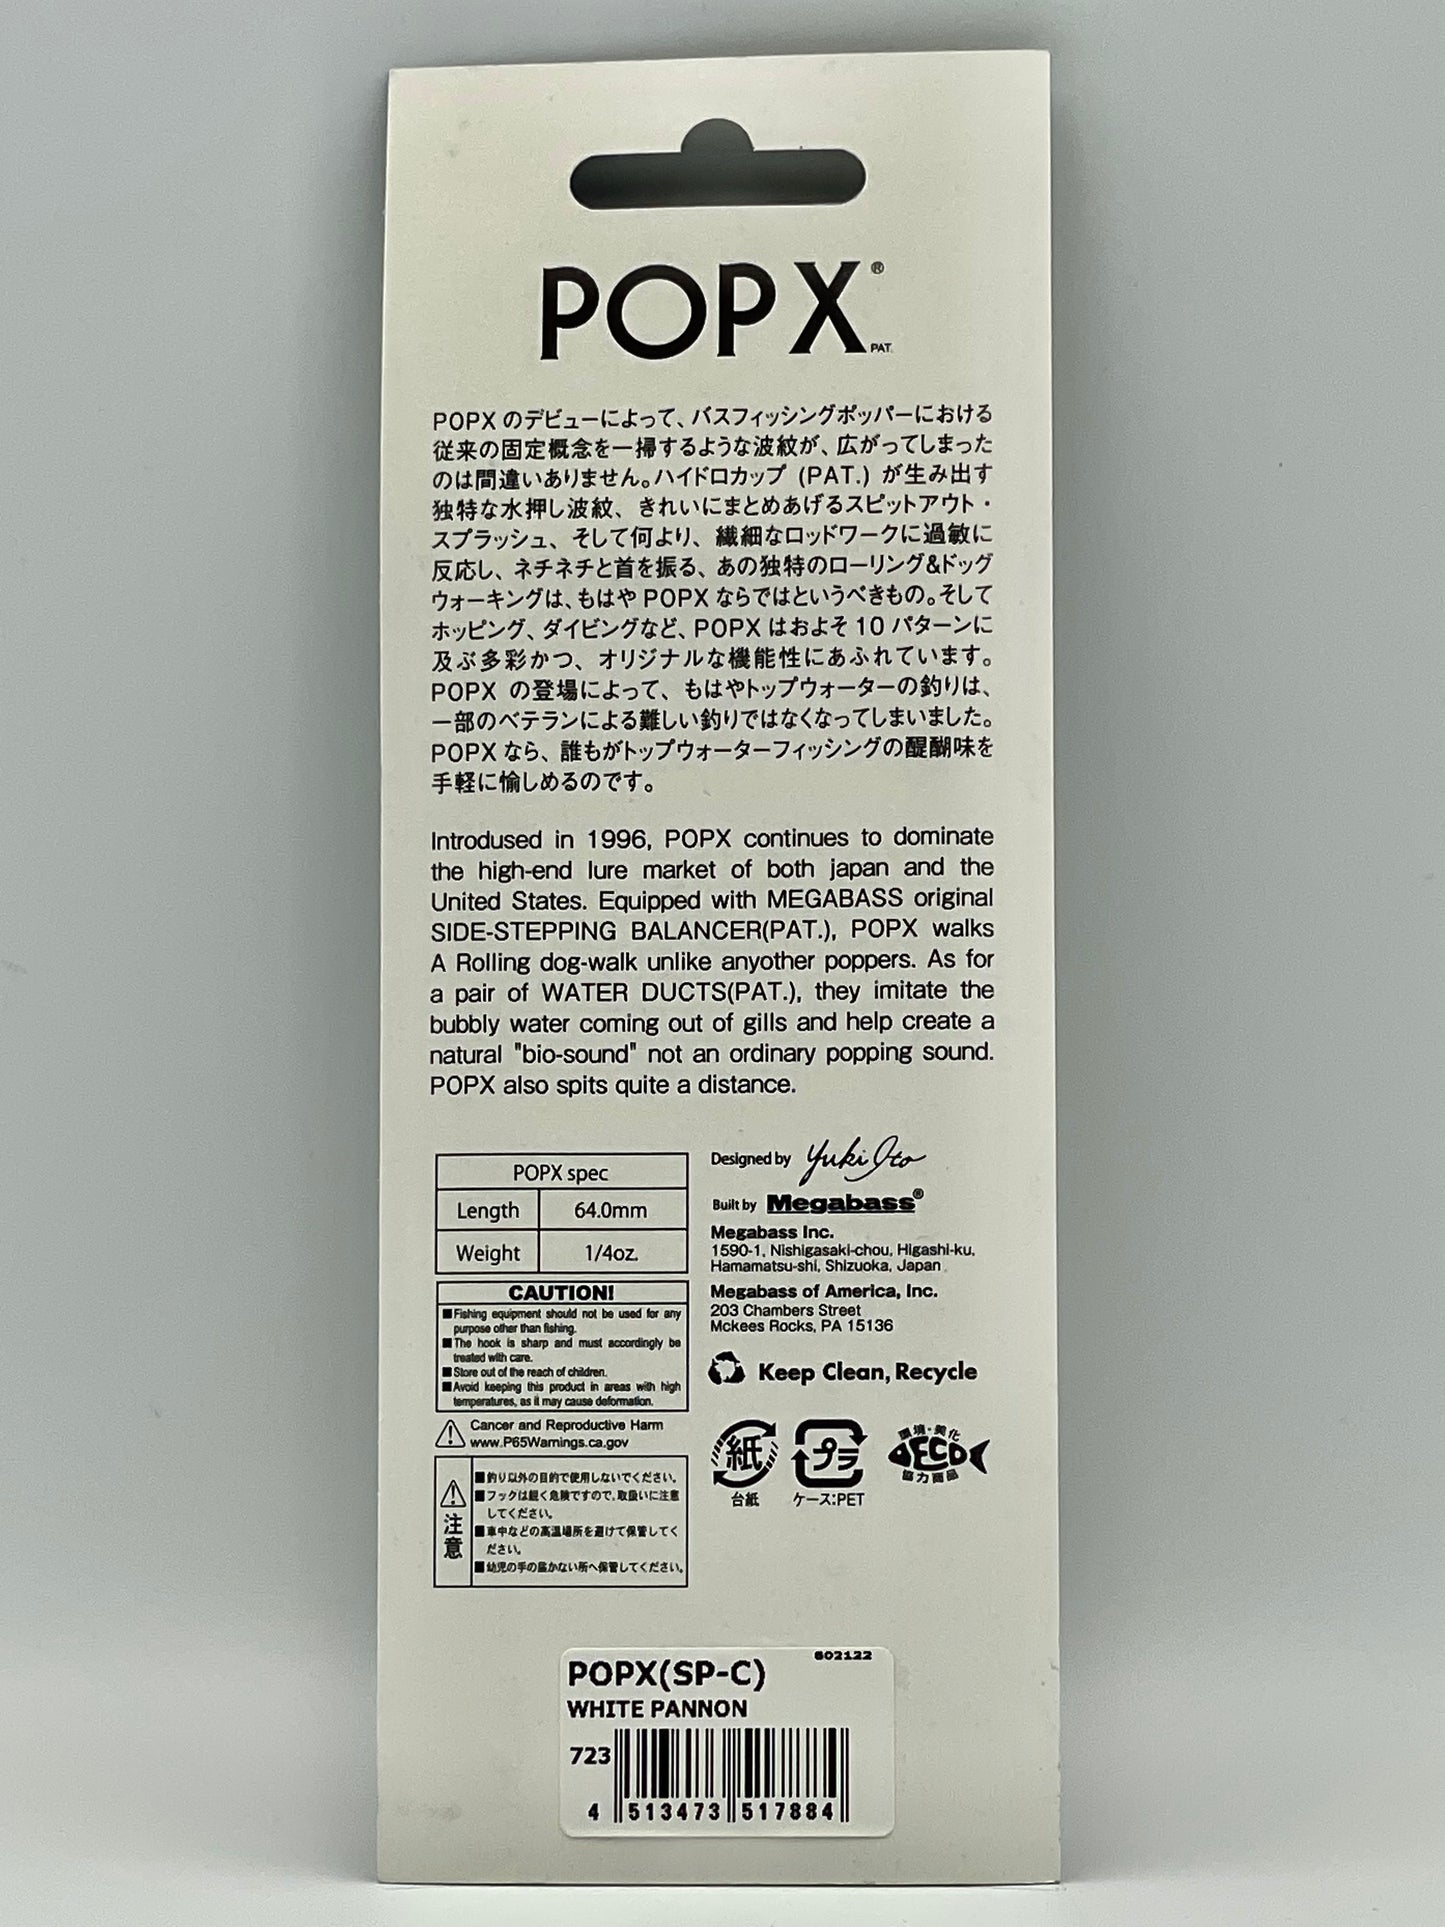 POPX®
PAT.
POPX のデビューによって、バスフィッシングポッパーにおける
従来の固定概念を一掃するような波紋が、広がってしまった
のは間違いありません。ハイドロカップ (PAT.) が生み出す
独特な水押し波紋、きれいにまとめあげるスピットアウト・
スプラッシュ、そして何より、繊細なロッドワークに過敏に
反応し、ネチネチと首を振る、あの独特のローリング&ドッグ
ウォーキングは、もはや POPX ならではというべきもの。そして
ホッピング、ダイビングなど、POPX はおよそ 10 パターンに
及ぶ多彩かつ、オリジナルな機能性にあふれています。
POPX の登場によって、もはやトップウォーターの釣りは、
一部のベテランによる難しい釣りではなくなってしまいました。
POPX なら、誰もがトップウォーターフィッシングの醍醐味を
手軽に愉しめるのです。
Introdused in 1996, POPX continues to dominate
the high-end lure market of both japan and the
United States. Equipped with MEGABASS original
SIDE-STEPPING BALANCER(PAT.), POPX walks
A Rolling dog-walk unlike anyother poppers. As for
a pair of WATER DUCTS(PAT.), they imitate the
bubbly water coming out of gills and help create a
natural "bio-sound" not an ordinary popping sound.
POPX also spits quite a distance.
POPX spec
Length 64.0mm
Weight 1/4oz.
CAUTION!
■Fishing equipment should not be used for any
purpose other than fishing.
■The hook is sharp and must accordingly be
treated with care.
■Store out of the reach of children.
■Avoid keeping this product in areas with high
temperatures, as it may cause deformation.
Cancer and Reproductive Harm
www.P65Warnings.ca.gov
注意
■釣り以外の目的で使用しないでください。
■フックは鋭く危険ですので、取扱いに注意
してください。
■車中などの高温場所を避けて保管してく
ださい。
■幼児の手の届かない所へ保管してください。
Designed by Yuki Ito
Built by Megabass®
Megabass Inc.
1590-1, Nishigasaki-chou, Higashi-ku,
Hamamatsu-shi, Shizuoka, Japan
Megabass of America, Inc.
203 Chambers Street
Mckees Rocks, PA 15136
Keep Clean, Recycle
紙
台紙
プラ
ケース:PET
環境・美化
ECO
協力商品
602122
POPX(SP-C)
WHITE PANNON
723
4 513473 517884